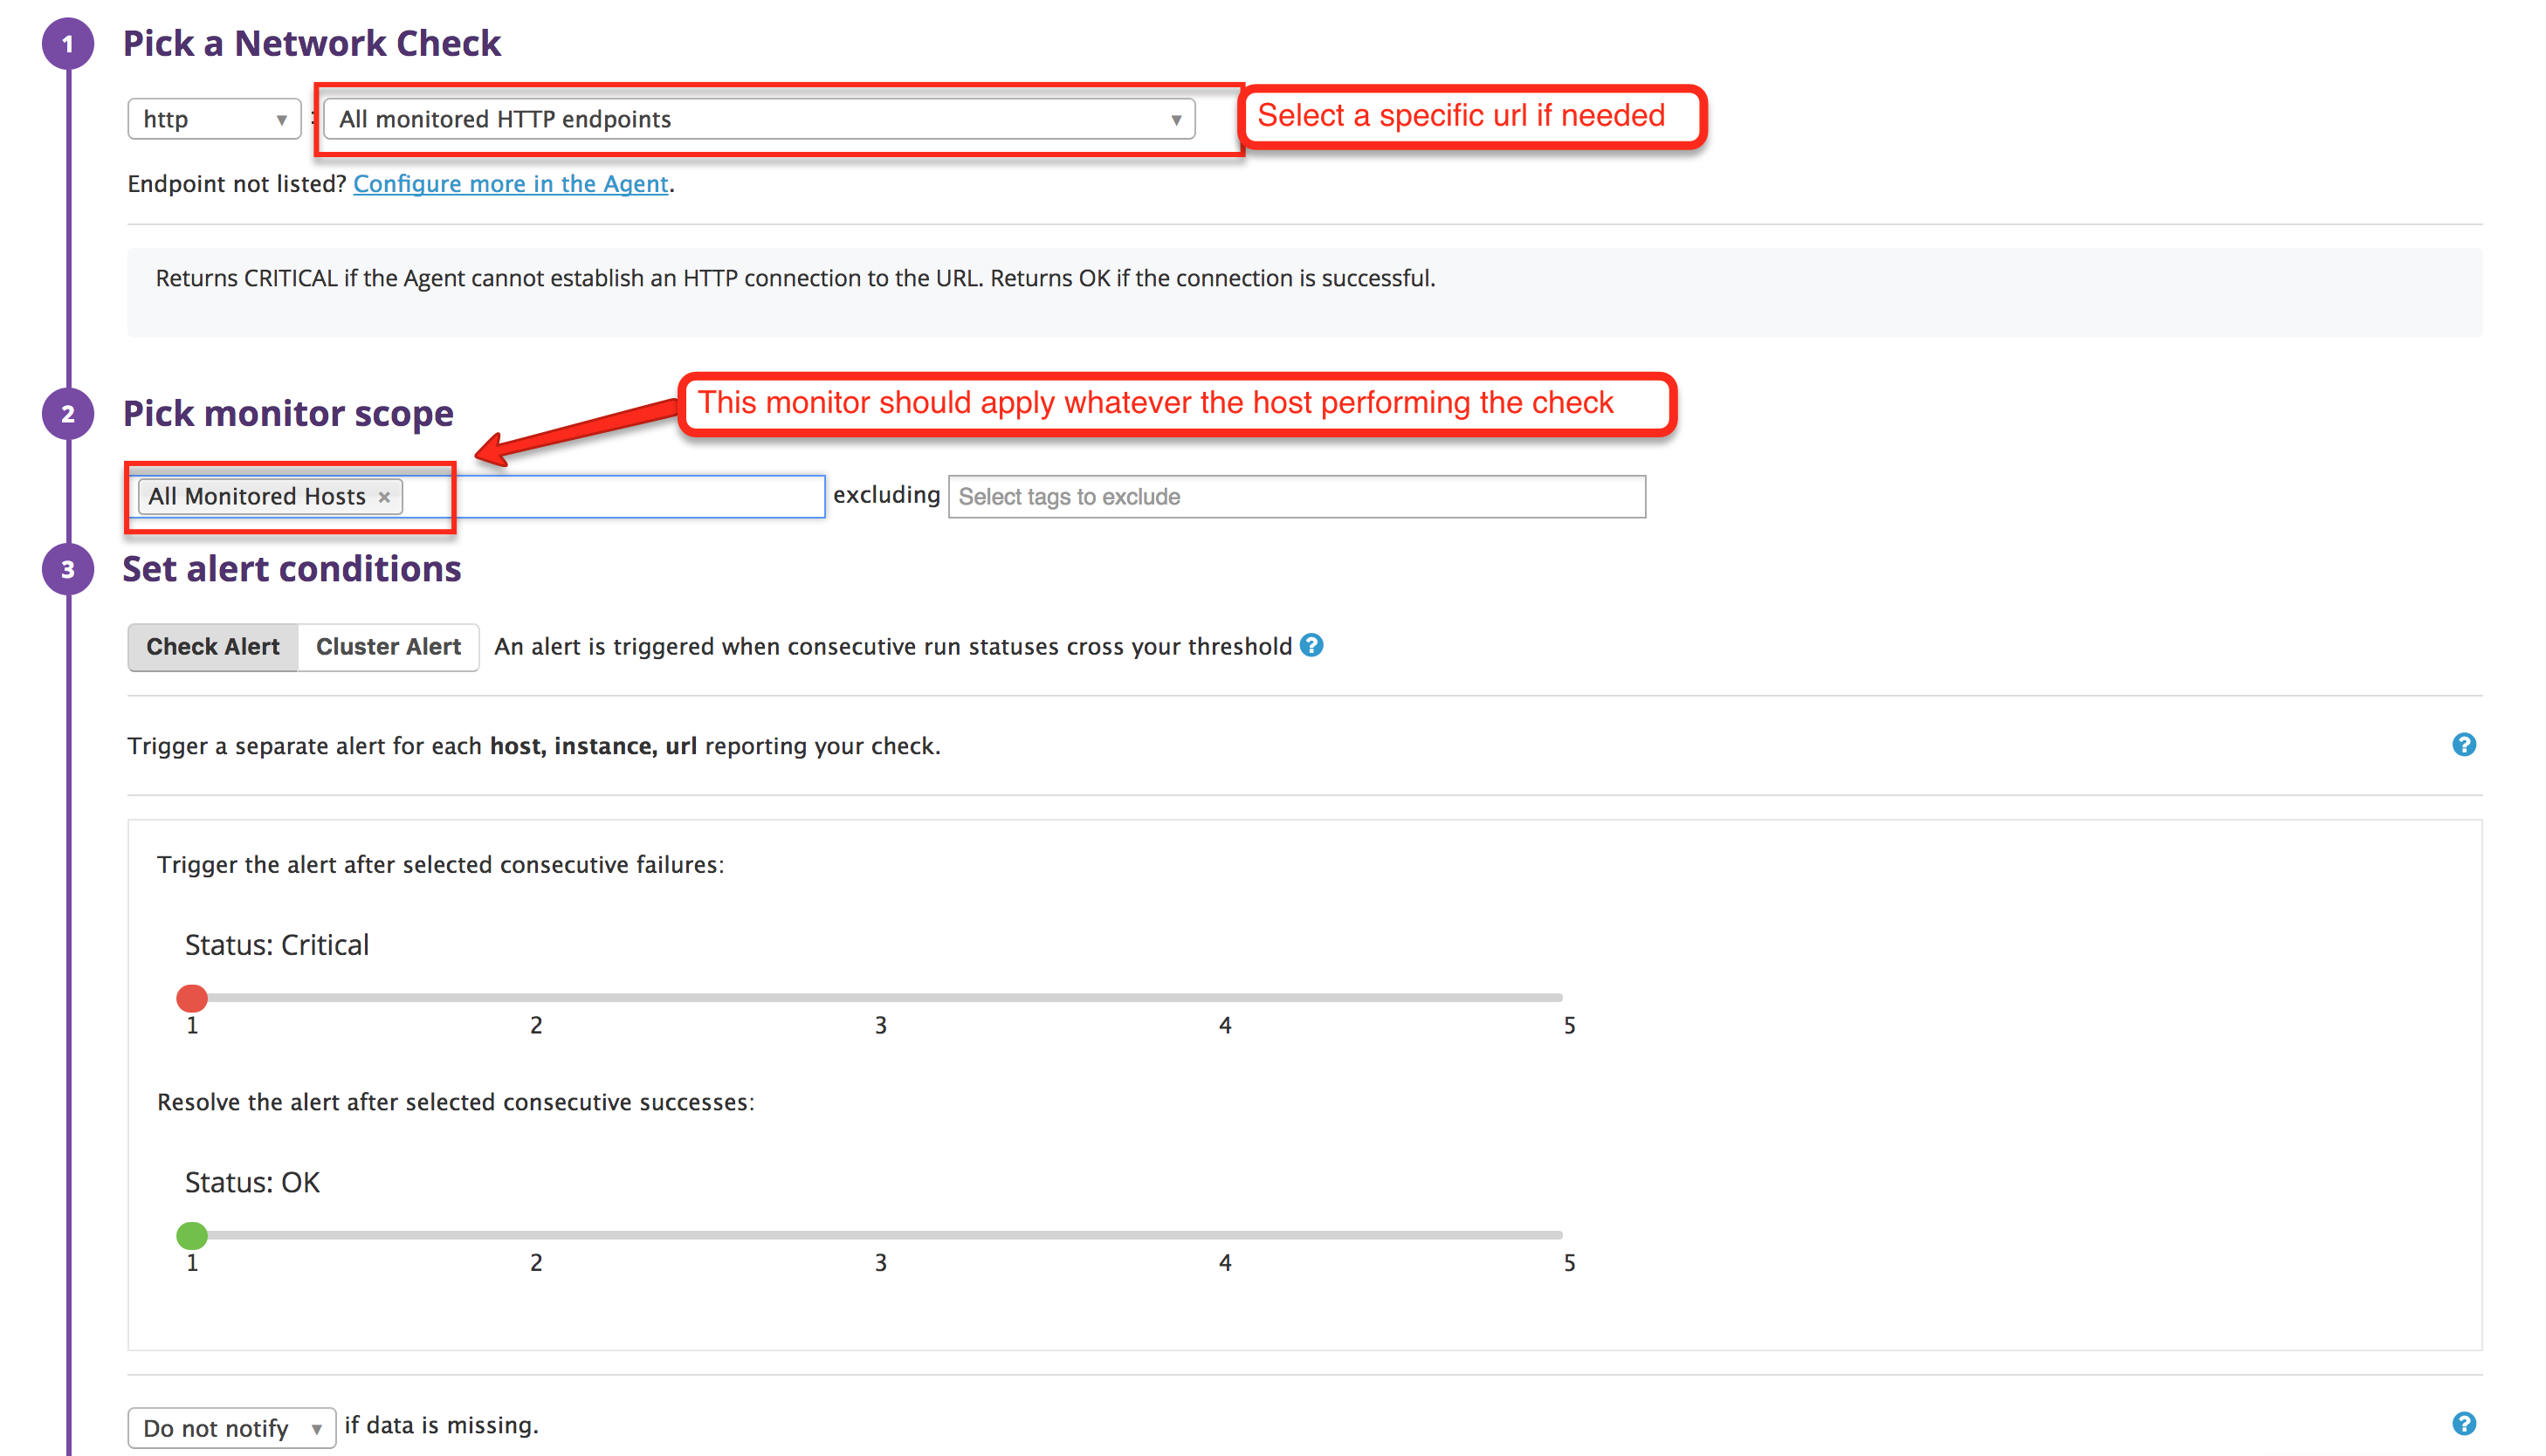 1 Pick a Network Check
http ▾ : All monitored HTTP endpoints ▾ Select a specific url if needed
Endpoint not listed? Configure more in the Agent.
Returns CRITICAL if the Agent cannot establish an HTTP connection to the URL. Returns OK if the connection is successful.
This monitor should apply whatever the host performing the check
2 Pick monitor scope
All Monitored Hosts × excluding Select tags to exclude
3 Set alert conditions
Check Alert Cluster Alert An alert is triggered when consecutive run statuses cross your threshold ?
Trigger a separate alert for each host, instance, url reporting your check. ?
Trigger the alert after selected consecutive failures:
Status: Critical
1 2 3 4 5
Resolve the alert after selected consecutive successes:
Status: OK
1 2 3 4 5
Do not notify ▾ if data is missing. ?